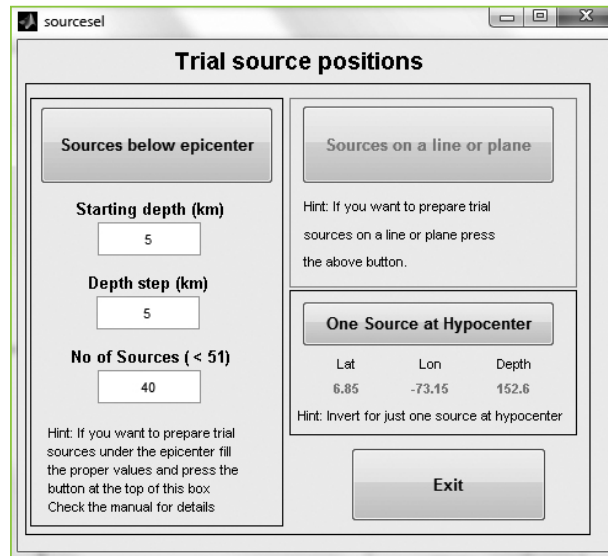 sourcesel
Trial source positions
Sources below epicenter
Starting depth (km)
5
Depth step (km)
5
No of Sources ( < 51)
40
Hint: If you want to prepare trial
sources under the epicenter fill
the proper values and press the
button at the top of this box
Check the manual for details
Sources on a line or plane
Hint: If you want to prepare trial
sources on a line or plane press
the above button.
One Source at Hypocenter
Lat Lon Depth
6.85 -73.15 152.6
Hint: Invert for just one source at hypocenter
Exit